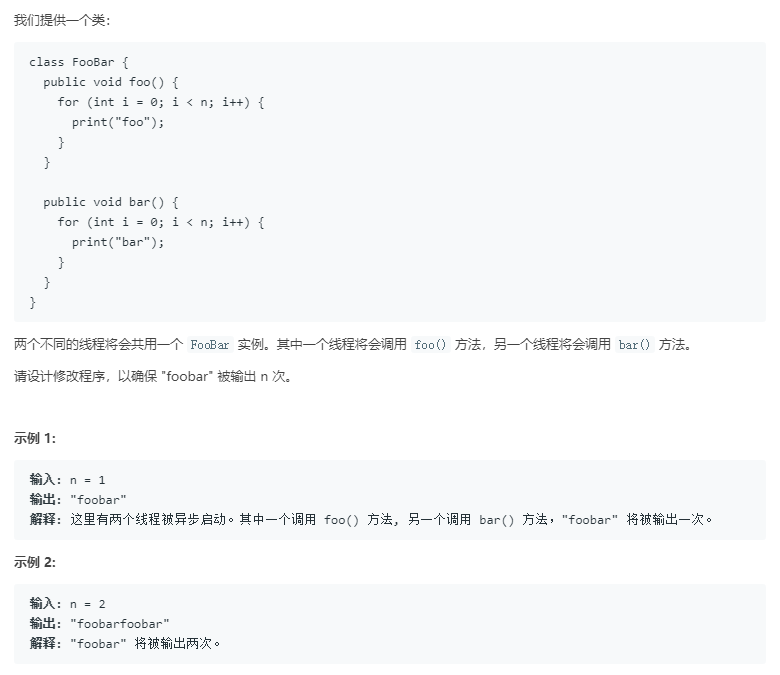 我们提供一个类：
class FooBar {
  public void foo() {
    for (int i = 0; i < n; i++) {
      print("foo");
    }
  }

  public void bar() {
    for (int i = 0; i < n; i++) {
      print("bar");
    }
  }
}
两个不同的线程将会共用一个 FooBar 实例。其中一个线程将会调用 foo() 方法，另一个线程将会调用 bar() 方法。
请设计修改程序，以确保 "foobar" 被输出 n 次。
示例 1:
输入: n = 1
输出: "foobar"
解释: 这里有两个线程被异步启动。其中一个调用 foo() 方法, 另一个调用 bar() 方法，"foobar" 将被输出一次。
示例 2:
输入: n = 2
输出: "foobarfoobar"
解释: "foobar" 将被输出两次。